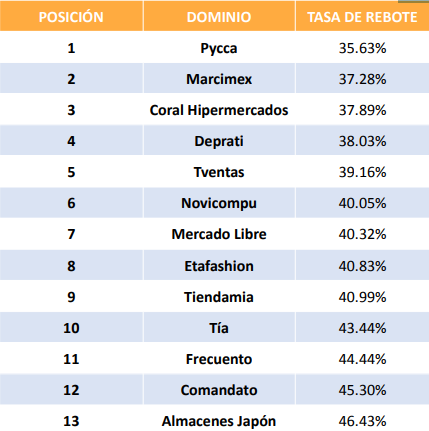 POSICIÓN DOMINIO TASA DE REBOTE
1 Pycca 35.63%
2 Marcimex 37.28%
3 Coral Hipermercados 37.89%
4 Deprati 38.03%
5 Tventas 39.16%
6 Novicompu 40.05%
7 Mercado Libre 40.32%
8 Etafashion 40.83%
9 Tiendamia 40.99%
10 Tía 43.44%
11 Frecuento 44.44%
12 Comandato 45.30%
13 Almacenes Japón 46.43%